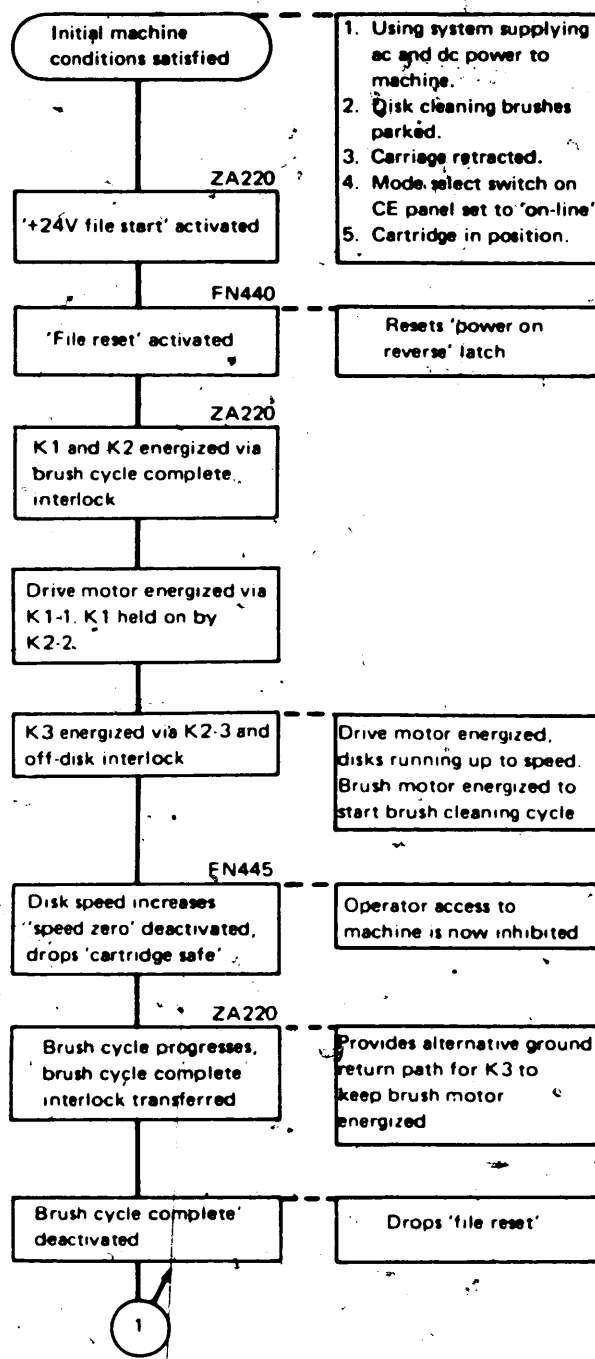 Initial machine
conditions satisfied
1. Using system supplying
ac and dc power to
machine.
2. Disk cleaning brushes
parked.
3. Carriage retracted.
4. Mode select switch on
CE panel set to 'on-line'
5. Cartridge in position.
ZA220
'+24V file start' activated
FN440
'File reset' activated
Resets 'power on
reverse' latch
ZA220
K1 and K2 energized via
brush cycle complete
interlock
Drive motor energized via
K1-1. K1 held on by
K2-2.
K3 energized via K2-3 and
off-disk interlock
Drive motor energized,
disks running up to speed.
Brush motor energized to
start brush cleaning cycle
FN445
Disk speed increases
'speed zero' deactivated,
drops 'cartridge safe'
Operator access to
machine is now inhibited
ZA220
Brush cycle progresses,
brush cycle complete
interlock transferred
Provides alternative ground
return path for K3 to
keep brush motor
energized
Brush cycle complete'
deactivated
Drops 'file reset'
1